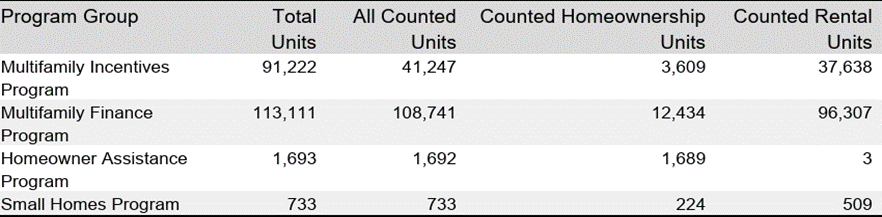 Program Group Total Units All Counted Units Counted Homeownership Units Counted Rental Units
Multifamily Incentives Program 91,222 41,247 3,609 37,638
Multifamily Finance Program 113,111 108,741 12,434 96,307
Homeowner Assistance Program 1,693 1,692 1,689 3
Small Homes Program 733 733 224 509